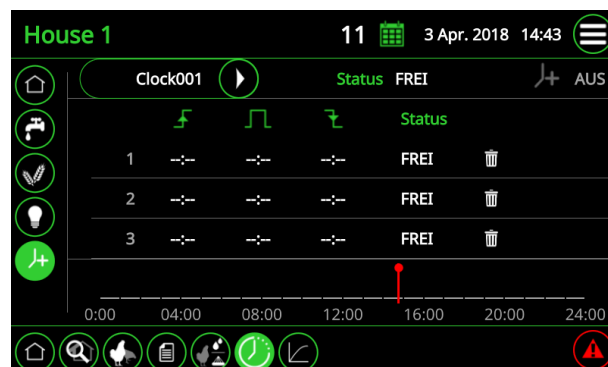 House 1 11 3 Apr. 2018 14:43
Clock001 Status FREI AUS
Status
1 --:-- --:-- --:-- FREI
2 --:-- --:-- --:-- FREI
3 --:-- --:-- --:-- FREI
0:00 04:00 08:00 12:00 16:00 20:00 24:00